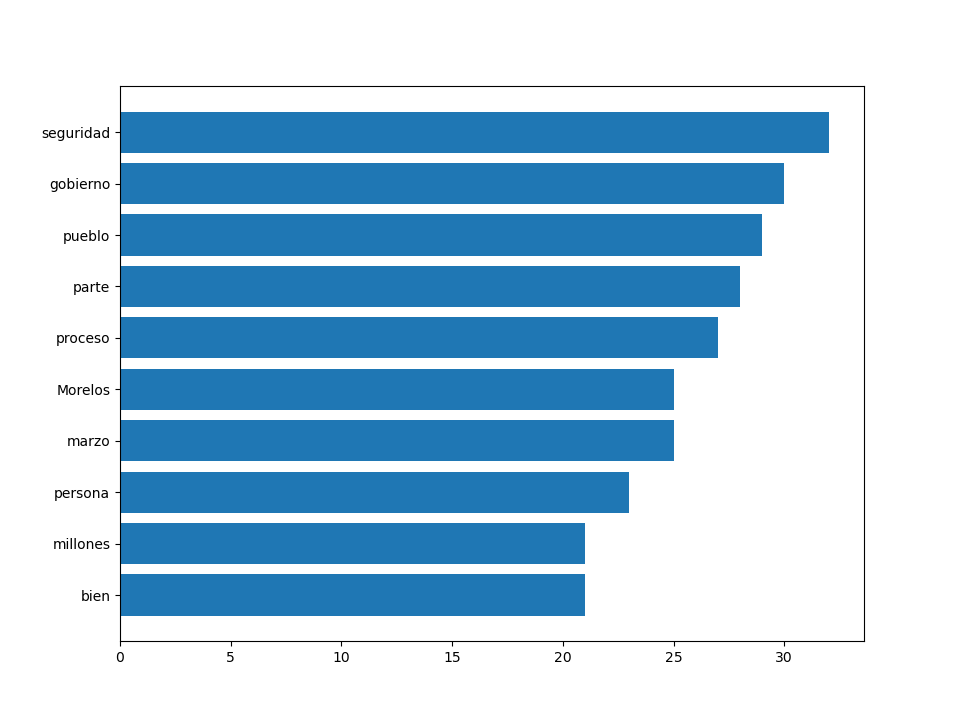 seguridad
gobierno
pueblo
parte
proceso
Morelos
marzo
persona
millones
bien
0 5 10 15 20 25 30